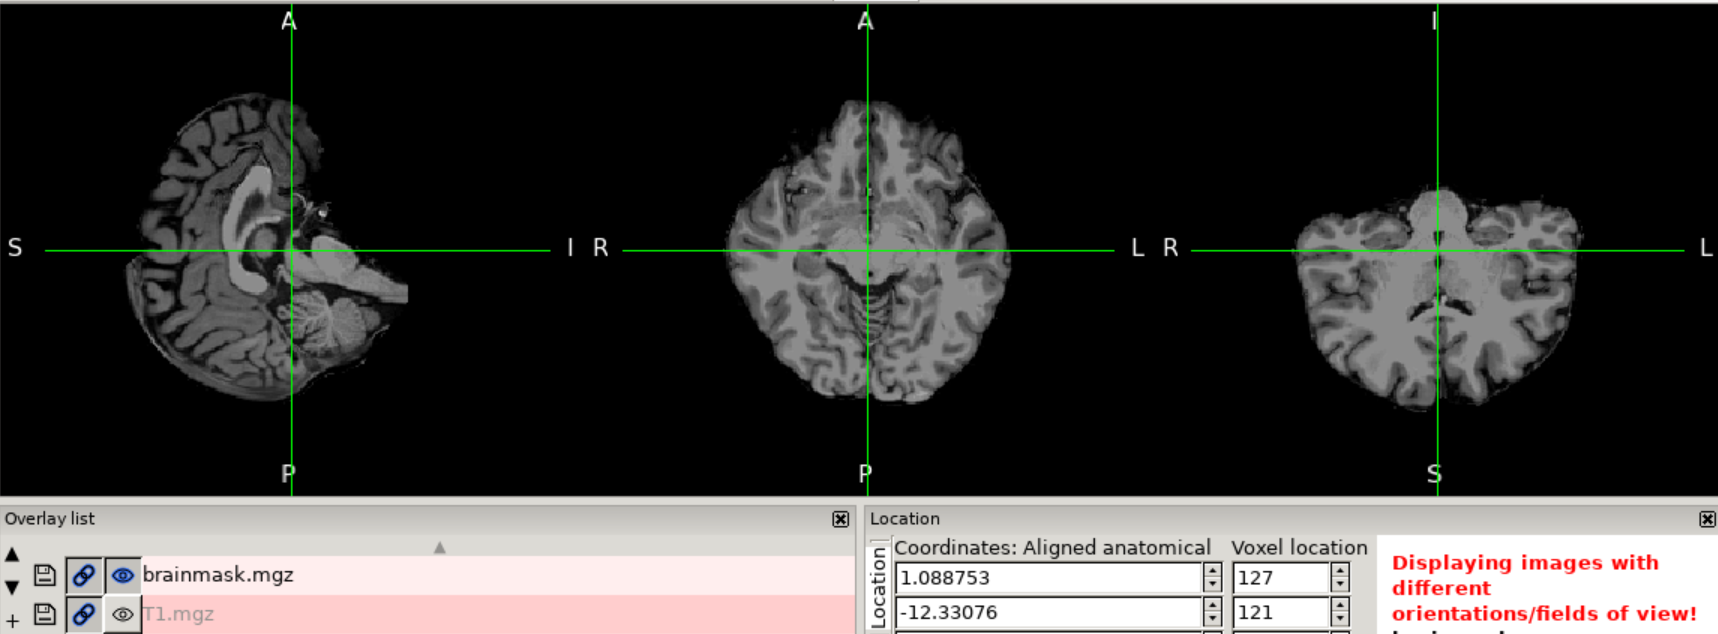 A
A
I
S
I
R
L
R
L
P
P
S
Overlay list
Location
Coordinates: Aligned anatomical
Voxel location
brainmask.mgz
1.088753
127
T1.mgz
-12.33076
121
Location
Displaying images with
different
orientations/fields of view!